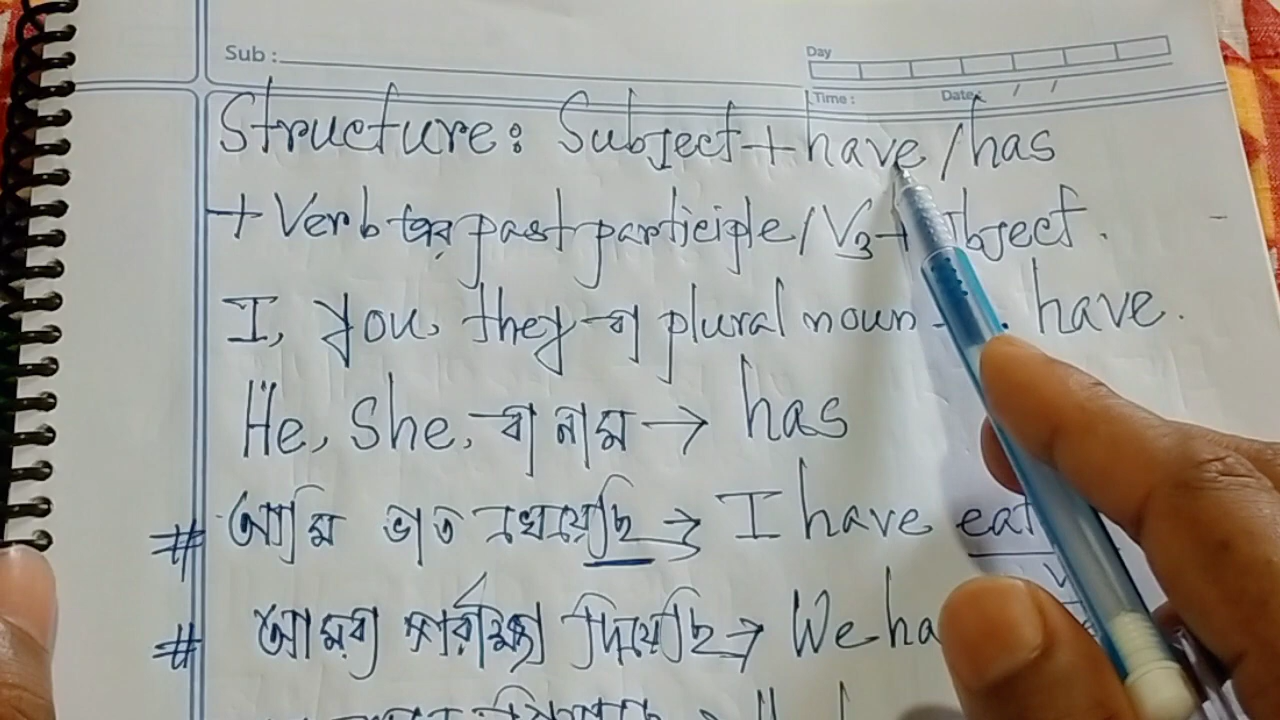 Sub :
Day
Time : Date / /
Structure: Subject + have / has
+ Verb এর past participle / V3 + Object.
I, you, they বা plural noun have.
He, She, বা নাম → has
# আমি ভাত খেয়েছি → I have eat
# আমরা পরীক্ষা দিয়েছি → We ha